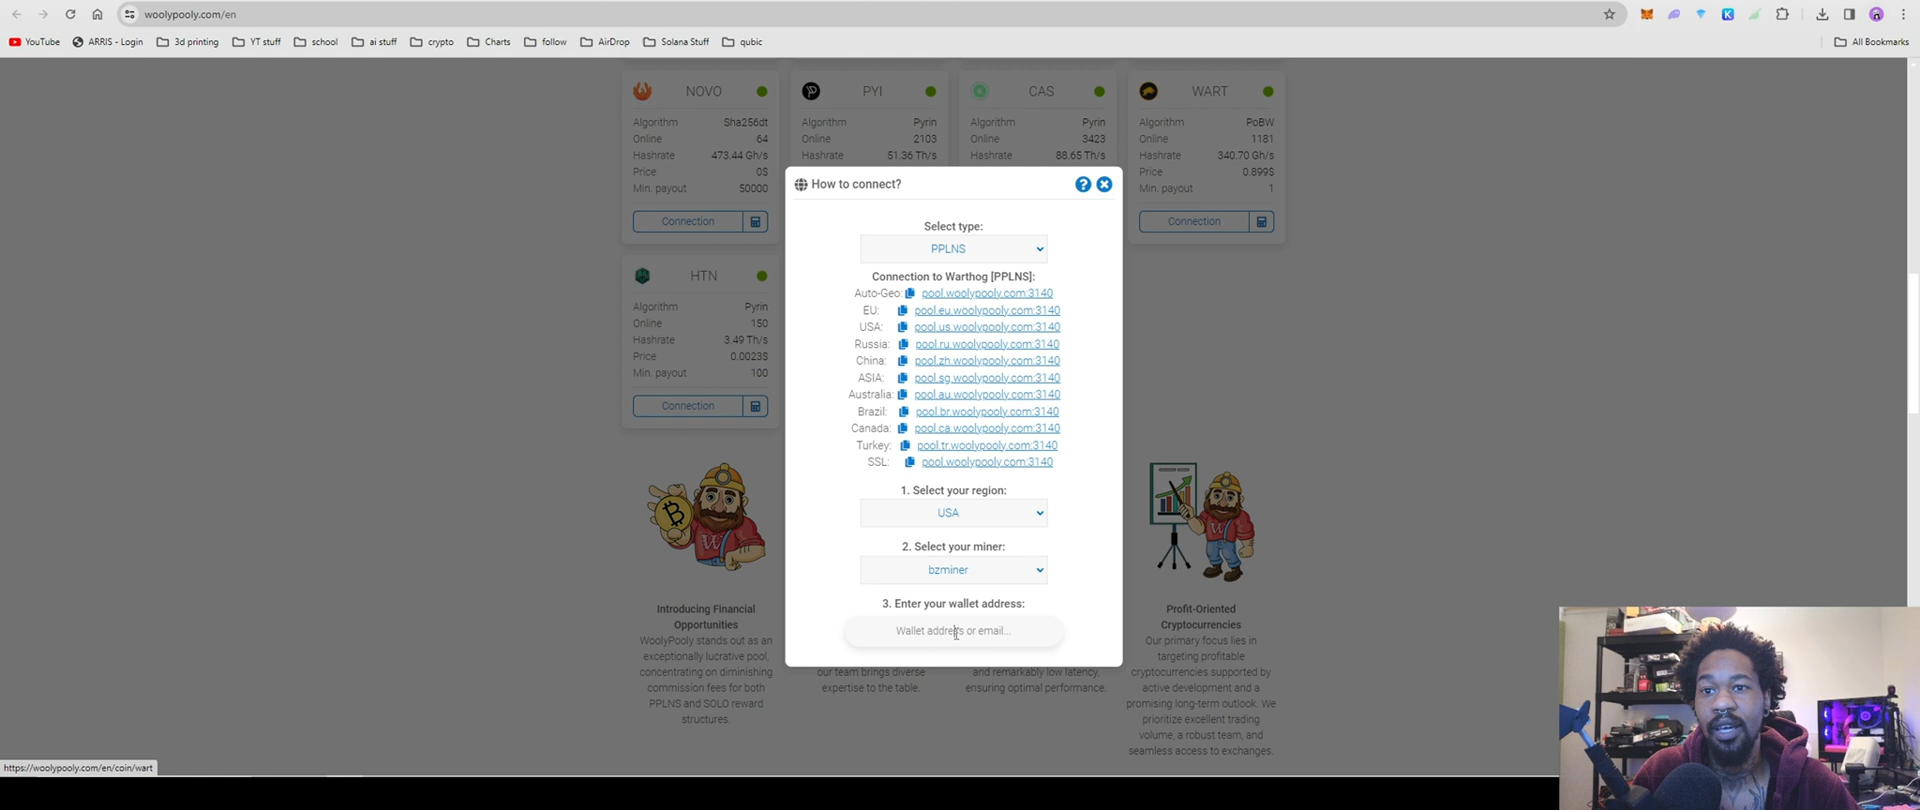 woolypooly.com/en
YouTube
ARRIS - Login
3d printing
YT stuff
school
ai stuff
crypto
Charts
follow
AirDrop
Solana Stuff
qubic
All Bookmarks
NOVO
Algorithm Sha256dt
Online 64
Hashrate 473.44 Gh/s
Price 0$
Min. payout 50000
Connection
PYI
Algorithm Pyrin
Online 2103
Hashrate 51.36 Th/s
CAS
Algorithm Pyrin
Online 3423
Hashrate 88.65 Th/s
WART
Algorithm PoBW
Online 1181
Hashrate 340.70 Gh/s
Price 0.899$
Min. payout 1
Connection
HTN
Algorithm Pyrin
Online 150
Hashrate 3.49 Th/s
Price 0.0023$
Min. payout 100
Connection
How to connect?
Select type:
PPLNS
Connection to Warthog [PPLNS]:
Auto-Geo: pool.woolypooly.com:3140
EU: pool.eu.woolypooly.com:3140
USA: pool.us.woolypooly.com:3140
Russia: pool.ru.woolypooly.com:3140
China: pool.zh.woolypooly.com:3140
ASIA: pool.sg.woolypooly.com:3140
Australia: pool.au.woolypooly.com:3140
Brazil: pool.br.woolypooly.com:3140
Canada: pool.ca.woolypooly.com:3140
Turkey: pool.tr.woolypooly.com:3140
SSL: pool.woolypooly.com:3140
1. Select your region:
USA
2. Select your miner:
bzminer
3. Enter your wallet address:
Wallet address or email...
Introducing Financial
Opportunities
WoolyPooly stands out as an
exceptionally lucrative pool,
concentrating on diminishing
commission fees for both
PPLNS and SOLO reward
structures.
our team brings diverse
expertise to the table.
and remarkably low latency,
ensuring optimal performance.
Profit-Oriented
Cryptocurrencies
Our primary focus lies in
targeting profitable
cryptocurrencies supported by
active development and a
promising long-term outlook. We
prioritize excellent trading
volume, a robust team, and
seamless access to exchanges.
https://woolypooly.com/en/coin/wart